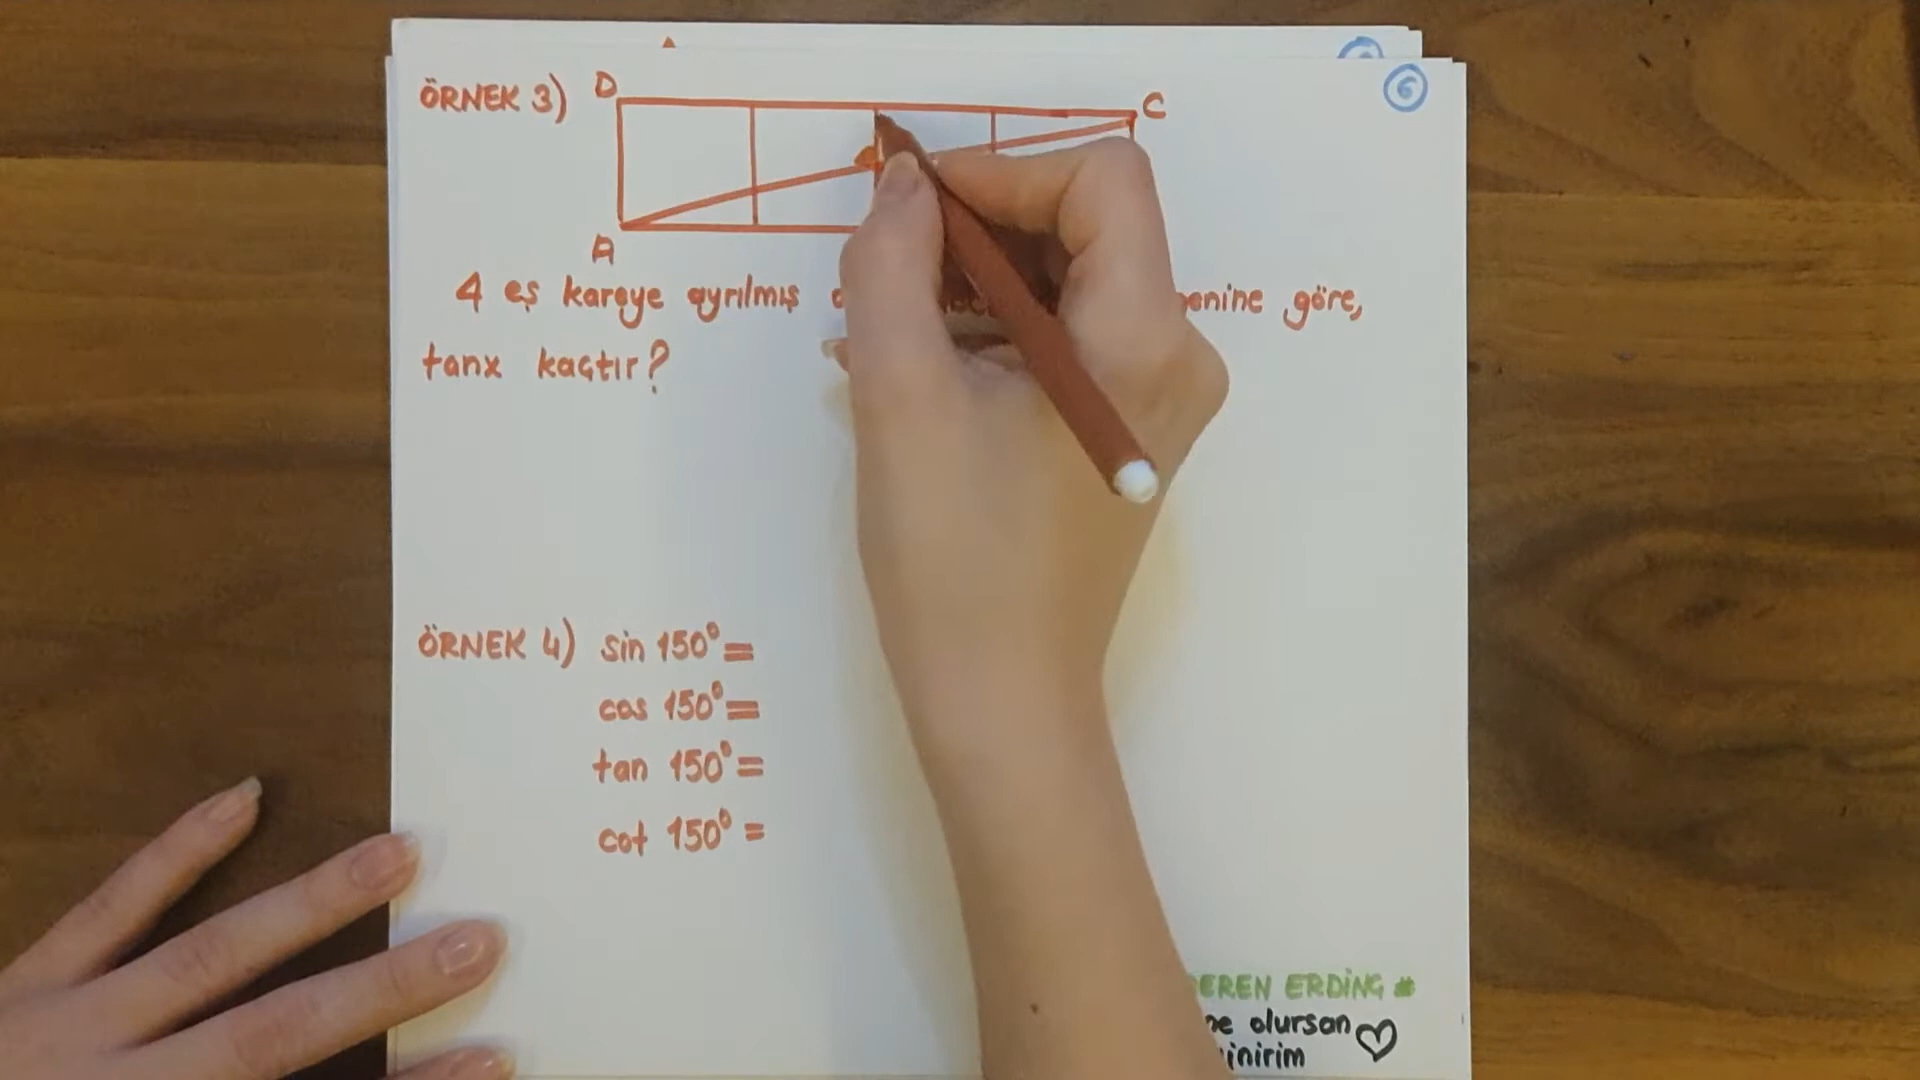 6
ÖRNEK 3)
D
C
A
4 eş kareye ayrılmış göre,
tanx kaçtır?
ÖRNEK 4) sin 150° =
cos 150° =
tan 150° =
cot 150° =
EREN ERDİNÇ #
olursan ♡